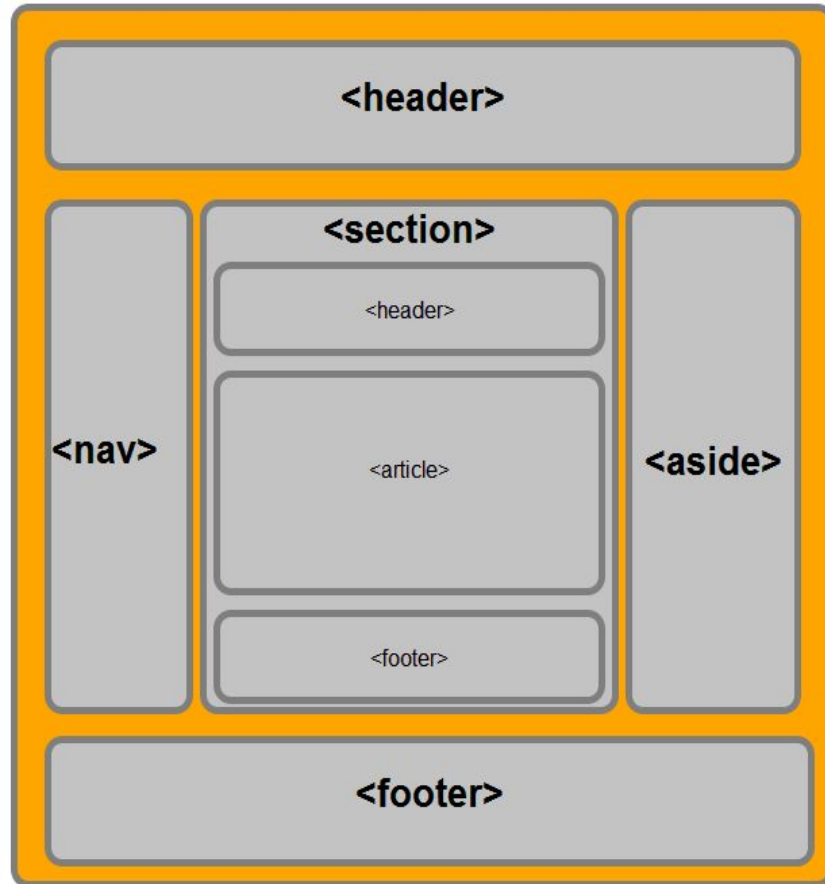 <header>
<section>
<header>
<nav>
<article>
<aside>
<footer>
<footer>